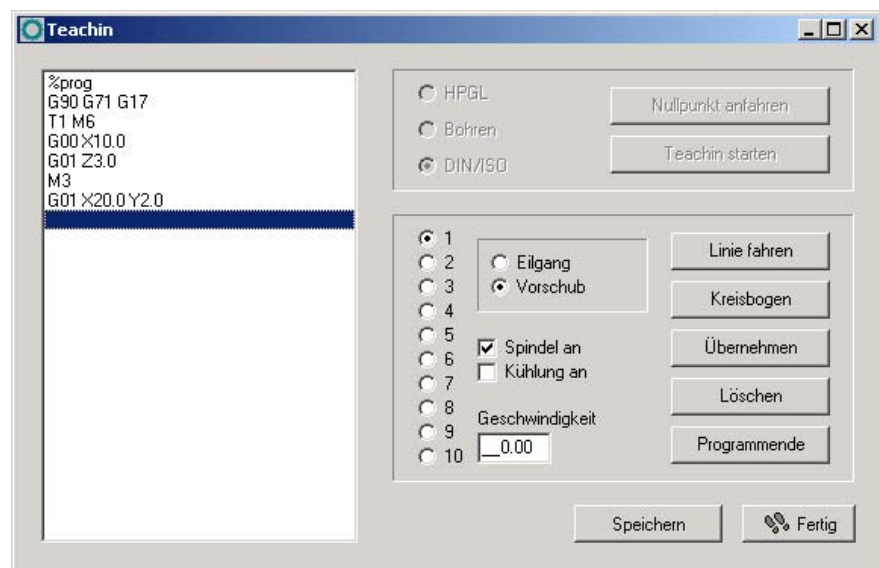 Teachin
%prog
G90 G71 G17
T1 M6
G00 X10.0
G01 Z3.0
M3
G01 X20.0 Y2.0
HPGL
Bohren
DIN/ISO
Nullpunkt anfahren
Teachin starten
1
2
3
4
5
6
7
8
9
10
Eilgang
Vorschub
Spindel an
Kühlung an
Geschwindigkeit
__0.00
Linie fahren
Kreisbogen
Übernehmen
Löschen
Programmende
Speichern
Fertig